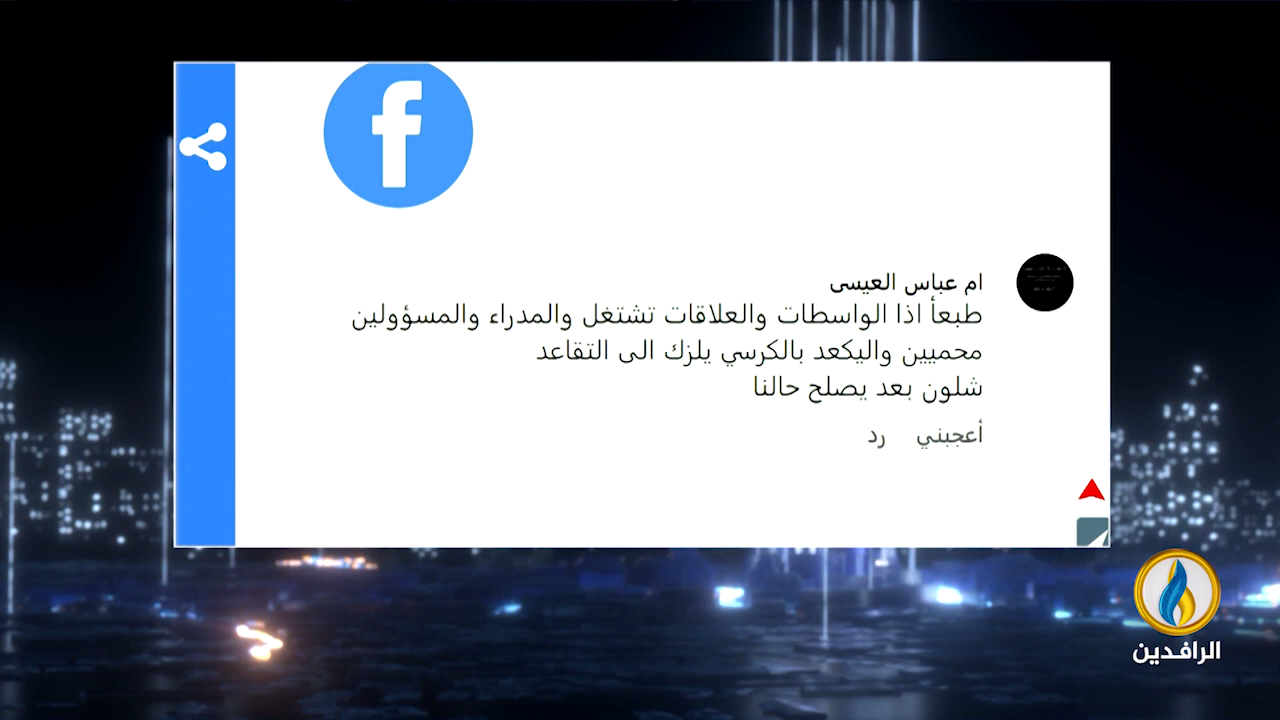 ام عباس العيسى
طبعأ اذا الواسطات والعلاقات تشتغل والمدراء والمسؤولين
محميين واليكعد بالكرسي يلزك الى التقاعد
شلون بعد يصلح حالنا
أعجبني رد
الرافدين